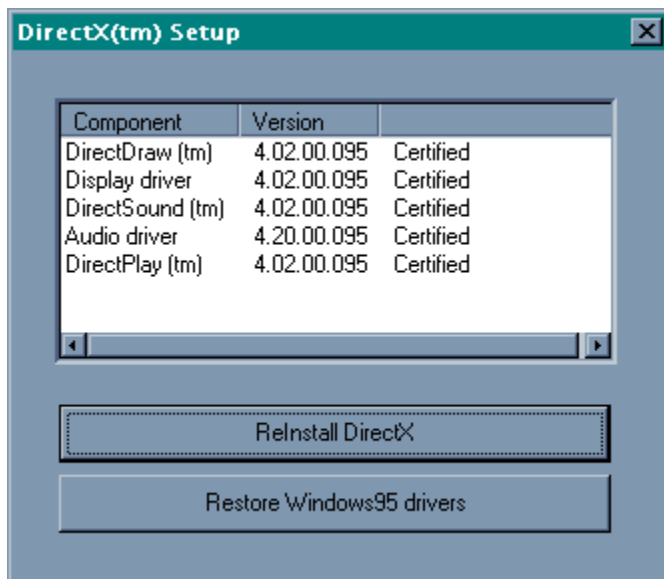 DirectX(tm) Setup
Component Version
DirectDraw (tm) 4.02.00.095 Certified
Display driver 4.02.00.095 Certified
DirectSound (tm) 4.02.00.095 Certified
Audio driver 4.20.00.095 Certified
DirectPlay (tm) 4.02.00.095 Certified
ReInstall DirectX
Restore Windows95 drivers